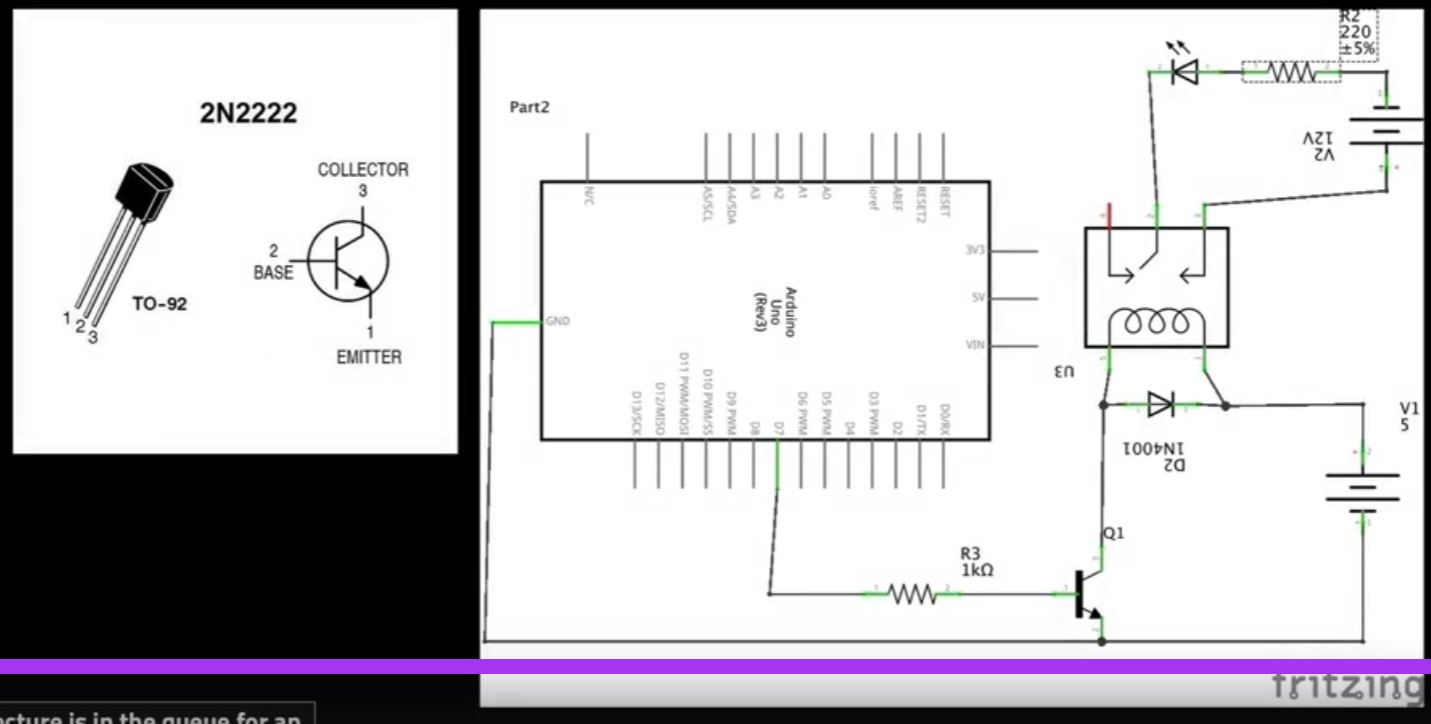 2N2222
COLLECTOR
3
2
BASE
TO-92
1
2
3
1
EMITTER
Part2
N/C
A5/SCL
A4/SDA
A3
A2
A1
A0
ioref
AREF
RESET2
RESET
3V3
5V
VIN
GND
Arduino
Uno
(Rev3)
D13/SCK
D12/MISO
D11 PWM/MOSI
D10 PWM/SS
D9 PWM
D8
D7
D6 PWM
D5 PWM
D4
D3 PWM
D2
D1/TX
D0/RX
R2
220
±5%
V2
12V
U3
D2
1N4001
V1
5
Q1
R3
1kΩ
fritzing
ecture is in the queue for an